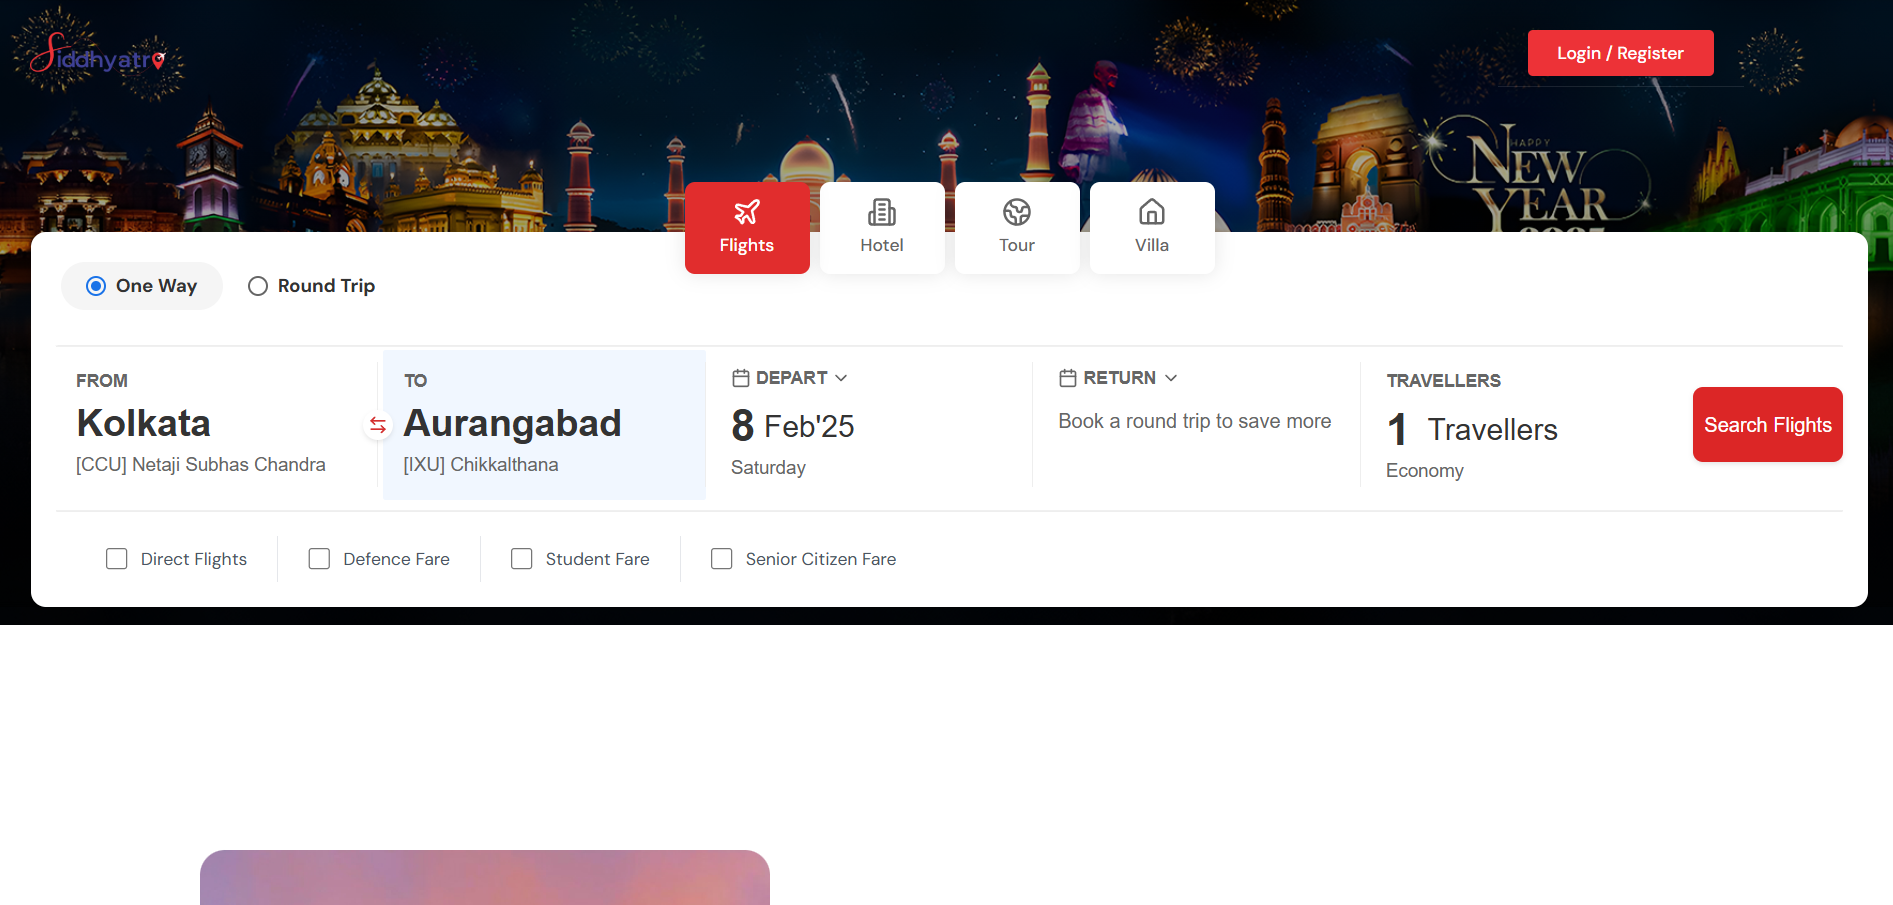 Siddhyatra
Login / Register
HAPPY
NEW
YEAR
2025
Flights
Hotel
Tour
Villa
One Way
Round Trip
FROM
Kolkata
[CCU] Netaji Subhas Chandra
TO
Aurangabad
[IXU] Chikkalthana
DEPART
8 Feb'25
Saturday
RETURN
Book a round trip to save more
TRAVELLERS
1 Travellers
Economy
Search Flights
Direct Flights
Defence Fare
Student Fare
Senior Citizen Fare